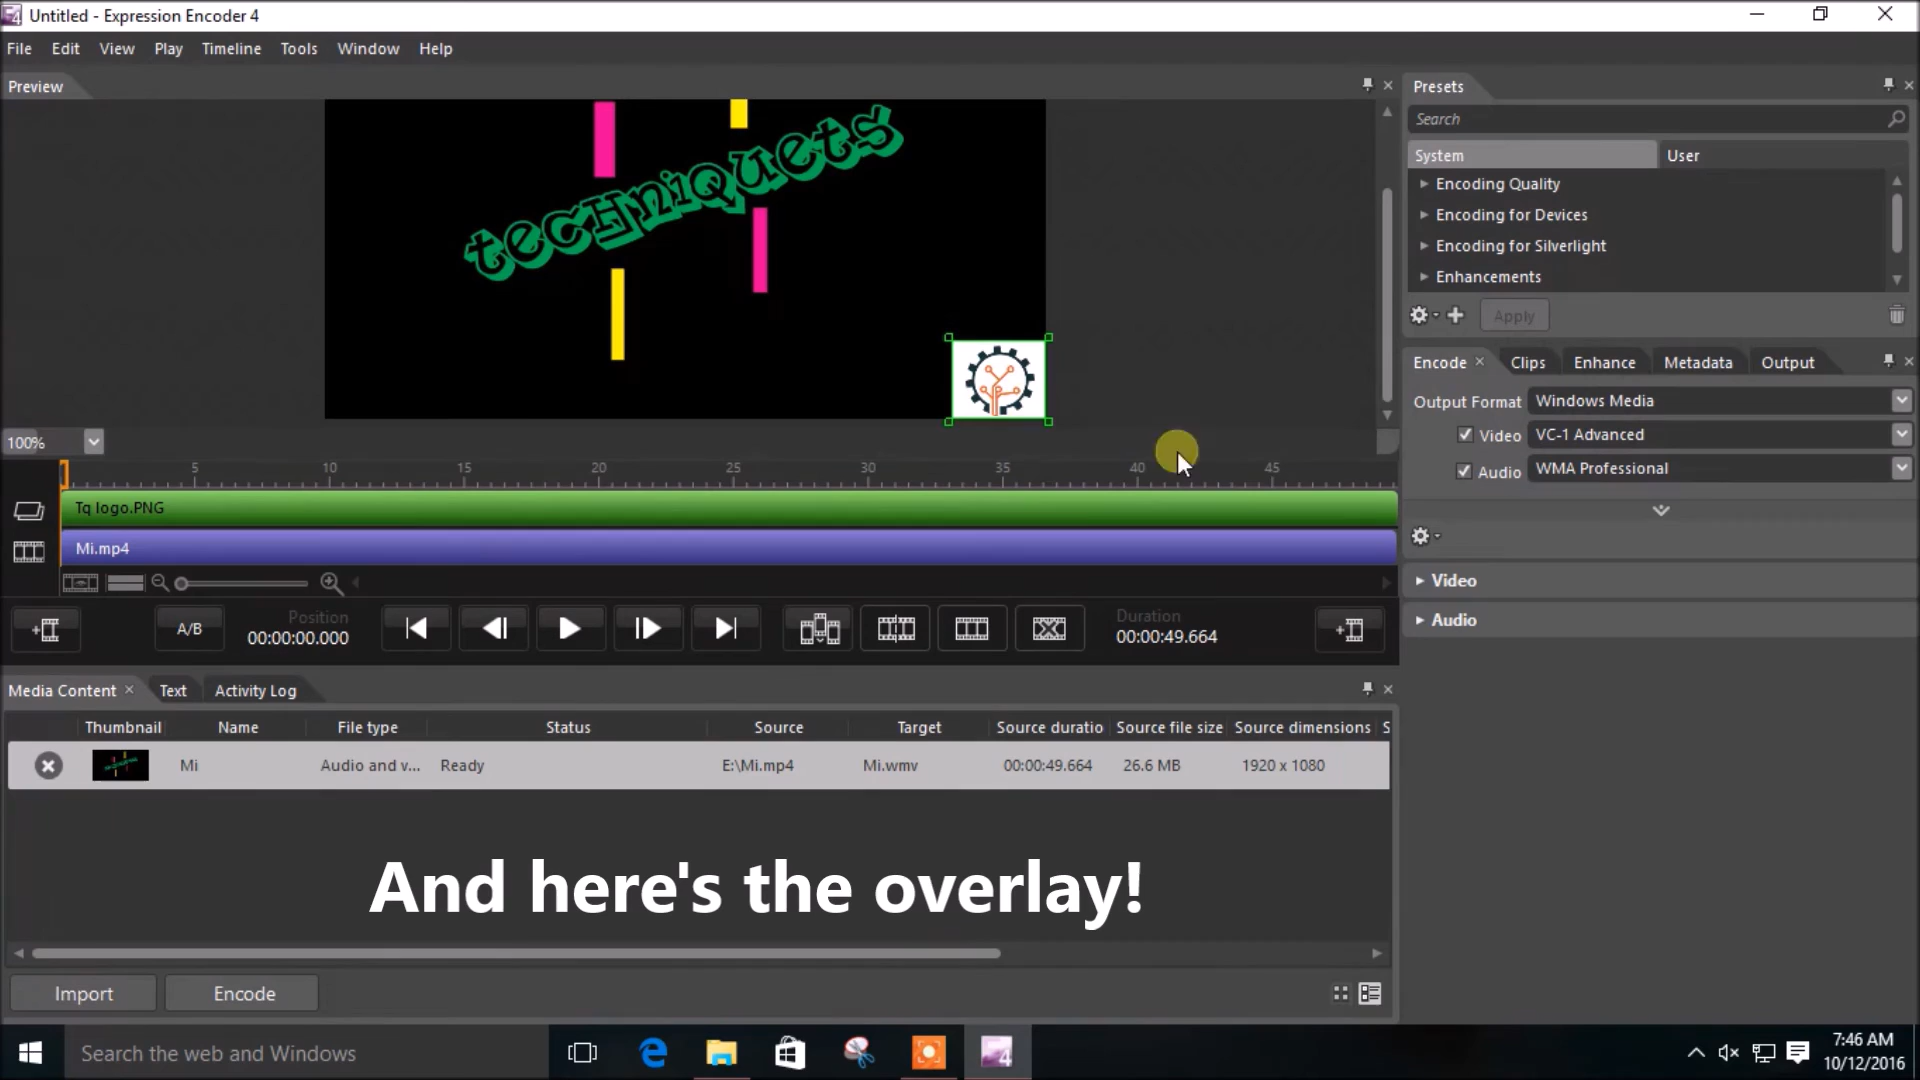 Untitled - Expression Encoder 4
File Edit View Play Timeline Tools Window Help
Preview
techniquets
100%
5 10 15 20 25 30 35 40 45
Tq logo.PNG
Mi.mp4
A/B
Position
00:00:00.000
Duration
00:00:49.664
Media Content Text Activity Log
Thumbnail Name File type Status Source Target Source duratio Source file size Source dimensions S
Mi Audio and v... Ready E:\Mi.mp4 Mi.wmv 00:00:49.664 26.6 MB 1920 x 1080
And here's the overlay!
Import Encode
Presets
Search
System User
Encoding Quality
Encoding for Devices
Encoding for Silverlight
Enhancements
Apply
Encode Clips Enhance Metadata Output
Output Format Windows Media
Video VC-1 Advanced
Audio WMA Professional
Video
Audio
Search the web and Windows
4
7:46 AM
10/12/2016